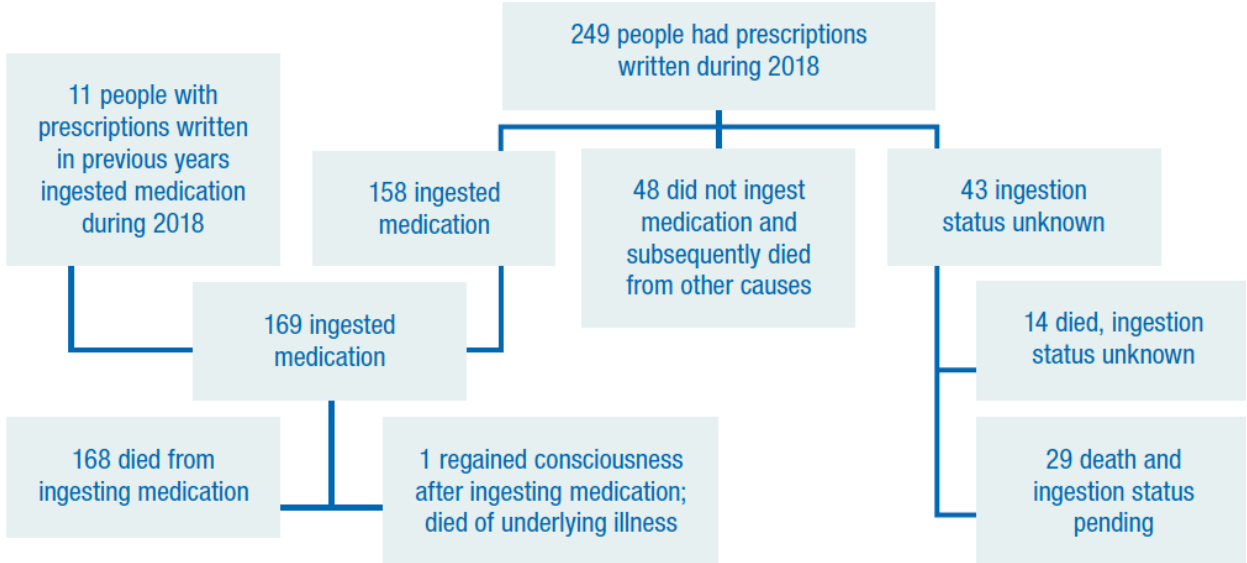 249 people had prescriptions
written during 2018
11 people with
prescriptions written
in previous years
ingested medication
during 2018
158 ingested
medication
48 did not ingest
medication and
subsequently died
from other causes
43 ingestion
status unknown
169 ingested
medication
14 died, ingestion
status unknown
168 died from
ingesting medication
1 regained consciousness
after ingesting medication;
died of underlying illness
29 death and
ingestion status
pending